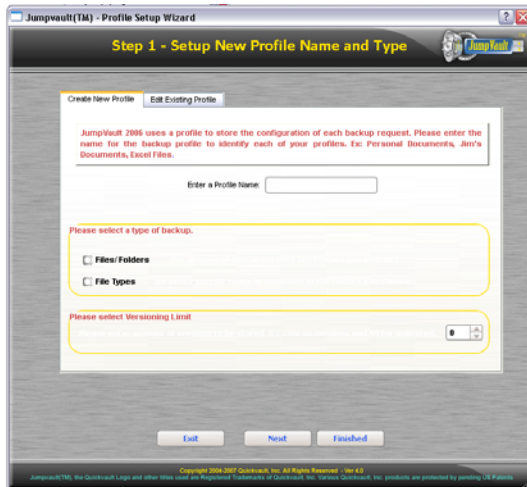 Jumpvault(TM) - Profile Setup Wizard
Step 1 - Setup New Profile Name and Type
JumpVault
Create New Profile
Edit Existing Profile
JumpVault 2006 uses a profile to store the configuration of each backup request. Please enter the
name for the backup profile to identify each of your profiles. Ex: Personal Documents, Jim's
Documents, Excel Files.
Enter a Profile Name:
Please select a type of backup.
Files/Folders
File Types
Please select Versioning Limit
0
Exit
Next
Finished
Copyright 2004-2007 Quickvault, Inc. All Rights Reserved - Ver 4.0
Jumpvault(TM), the Quickvault Logo and other titles used are Registered Trademarks of Quickvault, Inc. Various Quickvault, Inc. products are protected by pending US Patents